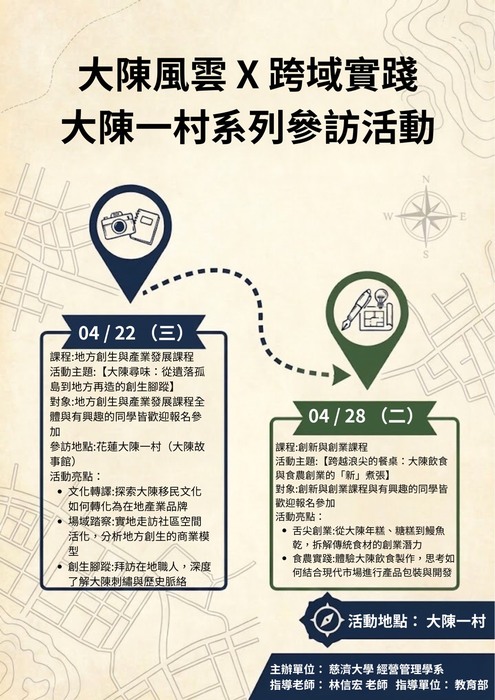 大陳風雲 X 跨域實踐
大陳一村系列參訪活動
N
W
E
S
04 / 22 （三）
課程:地方創生與產業發展課程
活動主題:【大陳尋味：從遺落孤
島到地方再造的創生腳蹤】
對象:地方創生與產業發展課程全
體與有興趣的同學皆歡迎報名參
加
參訪地點:花蓮大陳一村（大陳故
事館）
活動亮點：
• 文化轉譯:探索大陳移民文化
如何轉化為在地產業品牌
• 場域踏察:實地走訪社區空間
活化，分析地方創生的商業模
型
• 創生腳蹤:拜訪在地職人，深度
了解大陳刺繡與歷史脈絡
04 / 28 （二）
課程:創新與創業課程
活動主題:【跨越浪尖的餐桌：大陳飲食
與食農創業的「新」煮張】
對象:創新與創業課程與有興趣的同學皆
歡迎報名參加
活動亮點：
• 舌尖創業:從大陳年糕、糖糕到鰻魚
乾，拆解傳統食材的創業潛力
• 食農實踐:體驗大陳飲食製作，思考如
何結合現代市場進行產品包裝與開發
活動地點： 大陳一村
主辦單位： 慈濟大學 經營管理學系
指導老師： 林信宏 老師 指導單位： 教育部